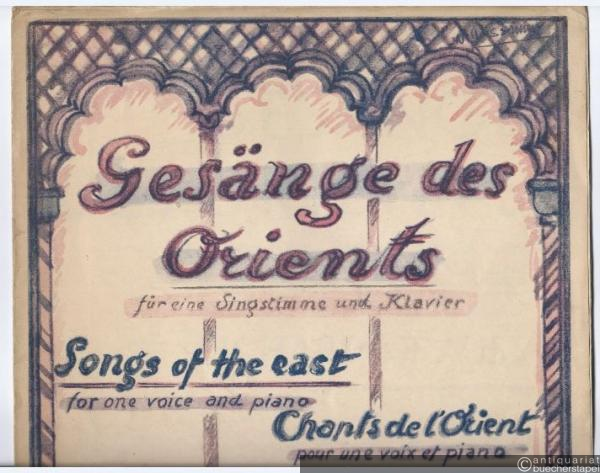 Gesänge des
Orients
für eine Singstimme und Klavier
Songs of the east
for one voice and piano
Chants de l'Orient
pour une voix et piano
antiquariat
buecherstapel